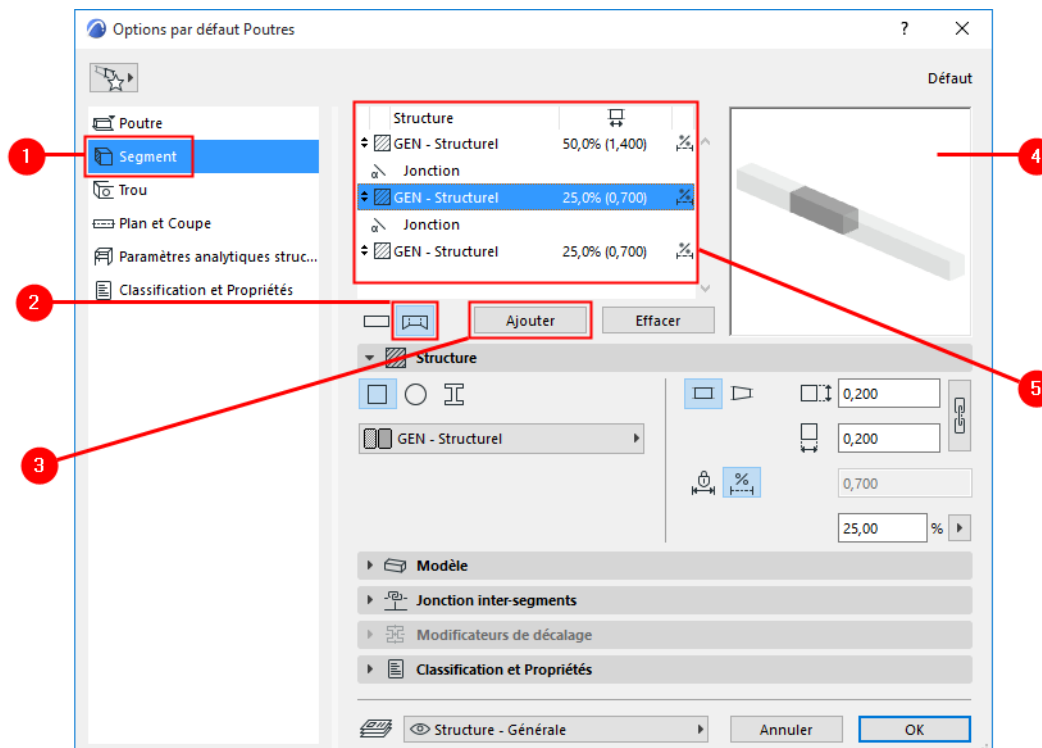 Options par défaut Poutres
?
Défaut
Poutre
Segment
Trou
Plan et Coupe
Paramètres analytiques struc...
Classification et Propriétés
1
2
3
4
5
Structure
GEN - Structurel 50,0% (1,400)
Jonction
GEN - Structurel 25,0% (0,700)
Jonction
GEN - Structurel 25,0% (0,700)
Ajouter
Effacer
Structure
GEN - Structurel
0,200
0,200
0,700
25,00 %
Modèle
Jonction inter-segments
Modificateurs de décalage
Classification et Propriétés
Structure - Générale
Annuler
OK